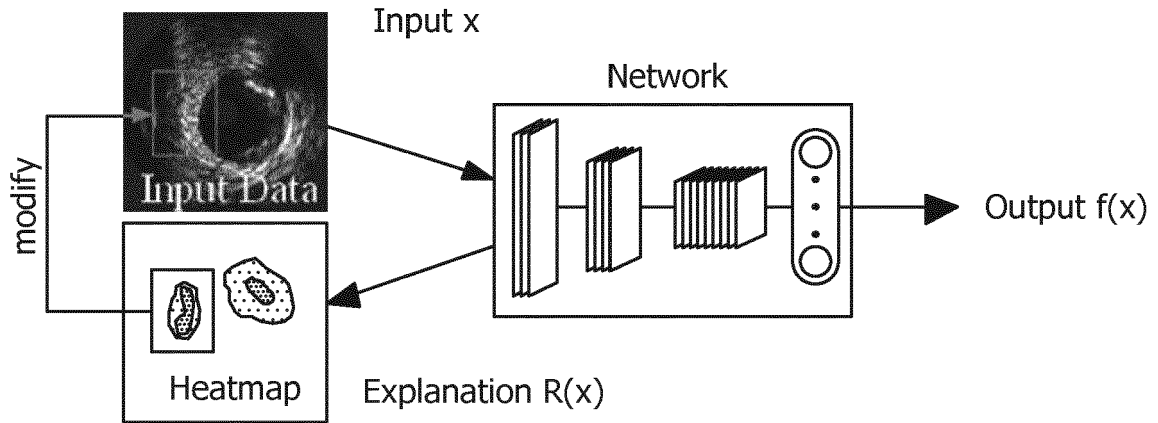 Input x
Network
Input Data
modify
Output f(x)
Heatmap
Explanation R(x)